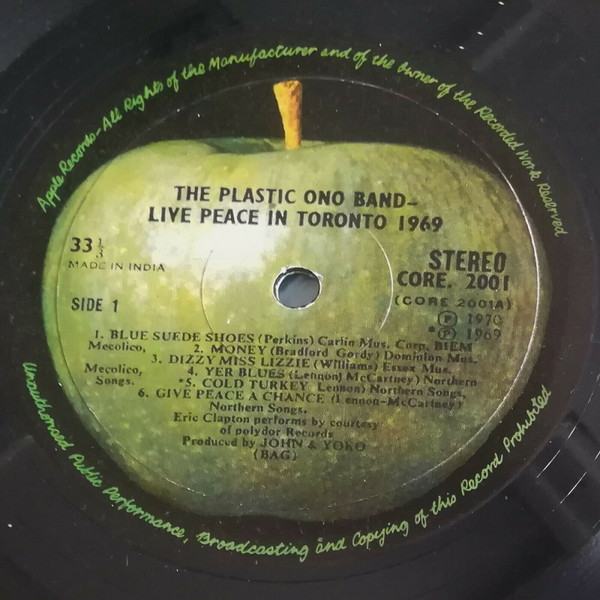 Apple Records-All Rights of the Manufacturer and of the Owner of the Recorded Work Reserved
THE PLASTIC ONO BAND-
LIVE PEACE IN TORONTO 1969
33 1/3
MADE IN INDIA
SIDE 1
STEREO
CORE. 2001
(CORE 2001A)
Ⓟ 1970
*Ⓟ 1969
1. BLUE SUEDE SHOES (Perkins) Carlin Mus. Corp. BIEM
Mecolico, 2. MONEY (Bradford Gordy) Dominion Mus.
3. DIZZY MISS LIZZIE (Williams) Essex Mus.
Mecolico, 4. YER BLUES (Lennon McCartney) Northern
Songs. *5. COLD TURKEY Lennon) Northern Songs,
6. GIVE PEACE A CHANCE (Lennon-McCartney)
Northern Songs.
Eric Clapton performs by courtesy
of polydor Records
Produced by JOHN & YOKO
(BAG)
Unauthorised Public Performance, Broadcasting and Copying of this Record Prohibited